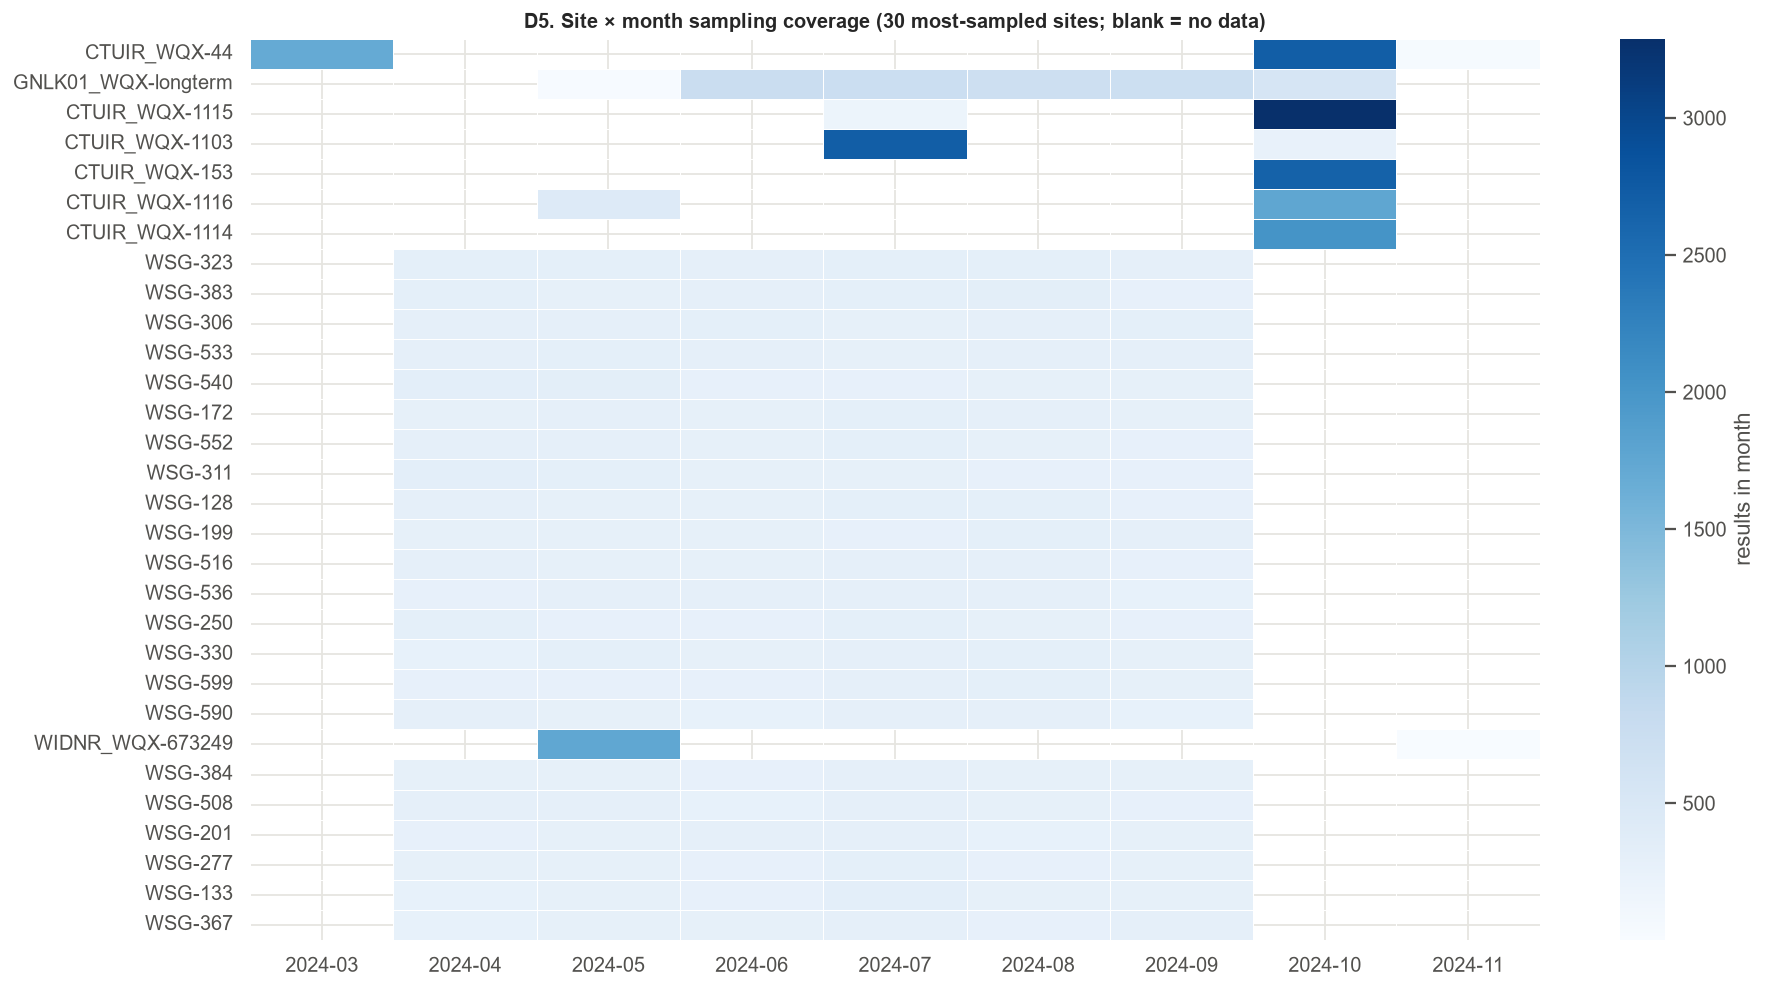 D5. Site × month sampling coverage (30 most-sampled sites; blank = no data)
CTUIR_WQX-44
GNLK01_WQX-longterm
CTUIR_WQX-1115
CTUIR_WQX-1103
CTUIR_WQX-153
CTUIR_WQX-1116
CTUIR_WQX-1114
WSG-323
WSG-383
WSG-306
WSG-533
WSG-540
WSG-172
WSG-552
WSG-311
WSG-128
WSG-199
WSG-516
WSG-536
WSG-250
WSG-330
WSG-599
WSG-590
WIDNR_WQX-673249
WSG-384
WSG-508
WSG-201
WSG-277
WSG-133
WSG-367
2024-03 2024-04 2024-05 2024-06 2024-07 2024-08 2024-09 2024-10 2024-11
3000
2500
2000
1500
1000
500
results in month